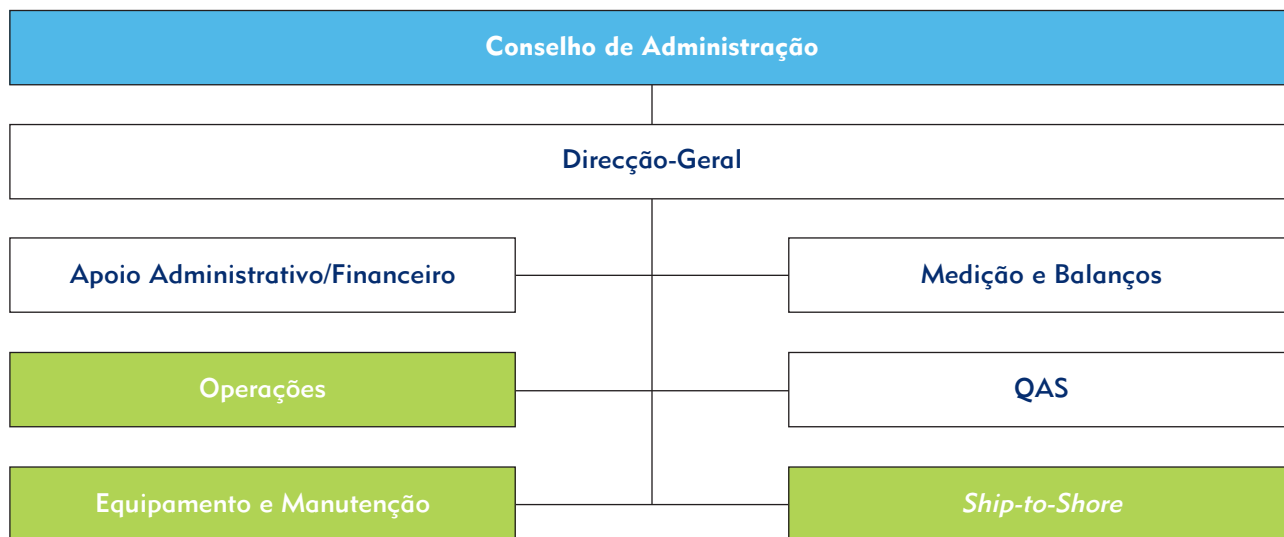 Conselho de Administração
Direcção-Geral
Apoio Administrativo/Financeiro
Medição e Balanços
Operações
QAS
Equipamento e Manutenção
Ship-to-Shore